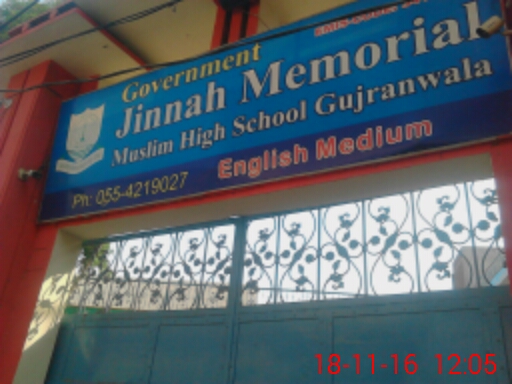 Government
Jinnah Memorial
Muslim High School Gujranwala
English Medium
Ph: 055-4219027
18-11-16 12:05